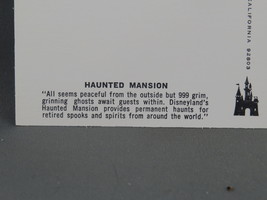 HAUNTED MANSION
"All seems peaceful from the outside but 999 grim,
grinning ghosts await guests within. Disneyland's
Haunted Mansion provides permanent haunts for
retired spooks and spirits from around the world."
CALIFORNIA 92803